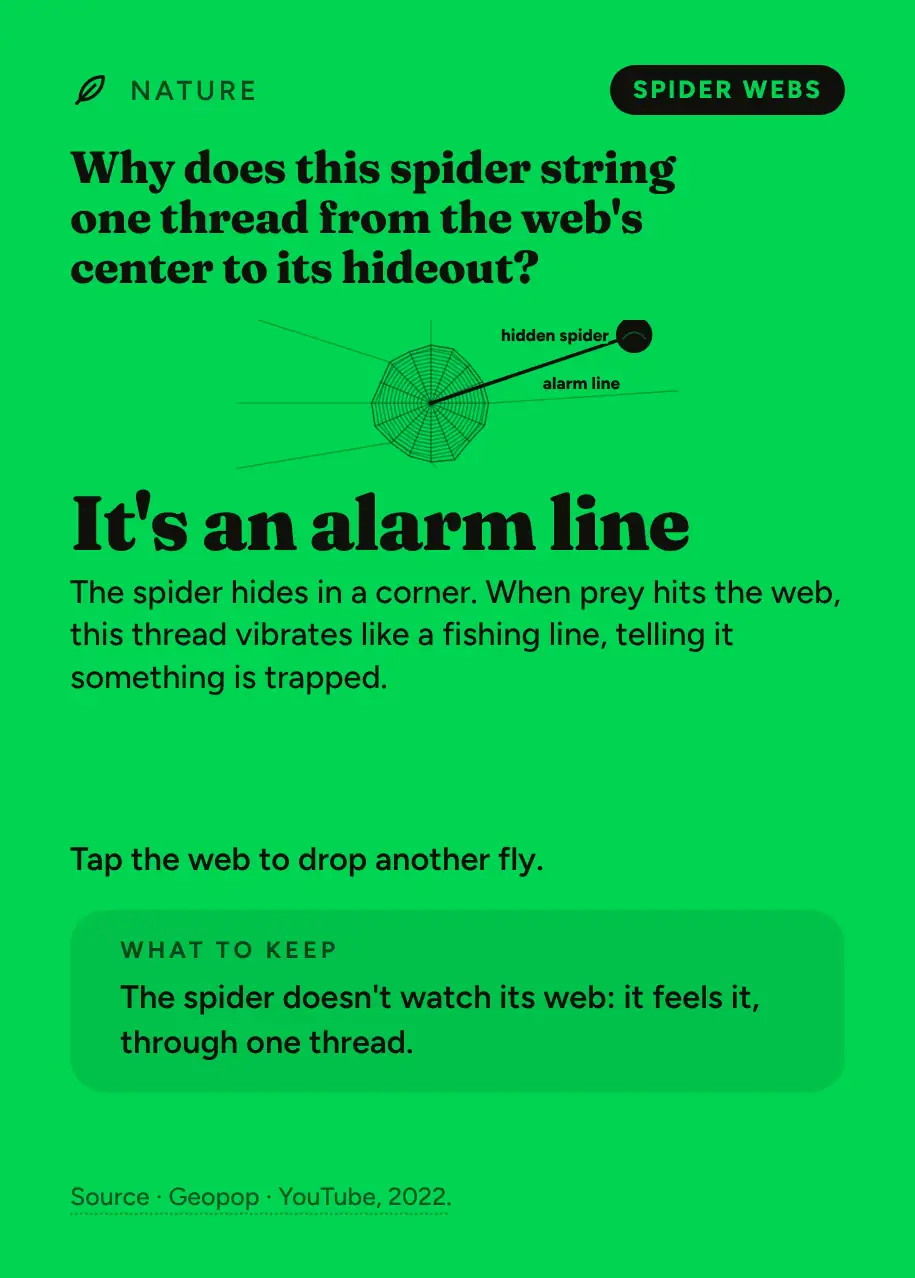 NATURE
SPIDER WEBS
Why does this spider string
one thread from the web's
center to its hideout?
hidden spider
alarm line
It's an alarm line
The spider hides in a corner. When prey hits the web,
this thread vibrates like a fishing line, telling it
something is trapped.
Tap the web to drop another fly.
WHAT TO KEEP
The spider doesn't watch its web: it feels it,
through one thread.
Source · Geopop · YouTube, 2022.